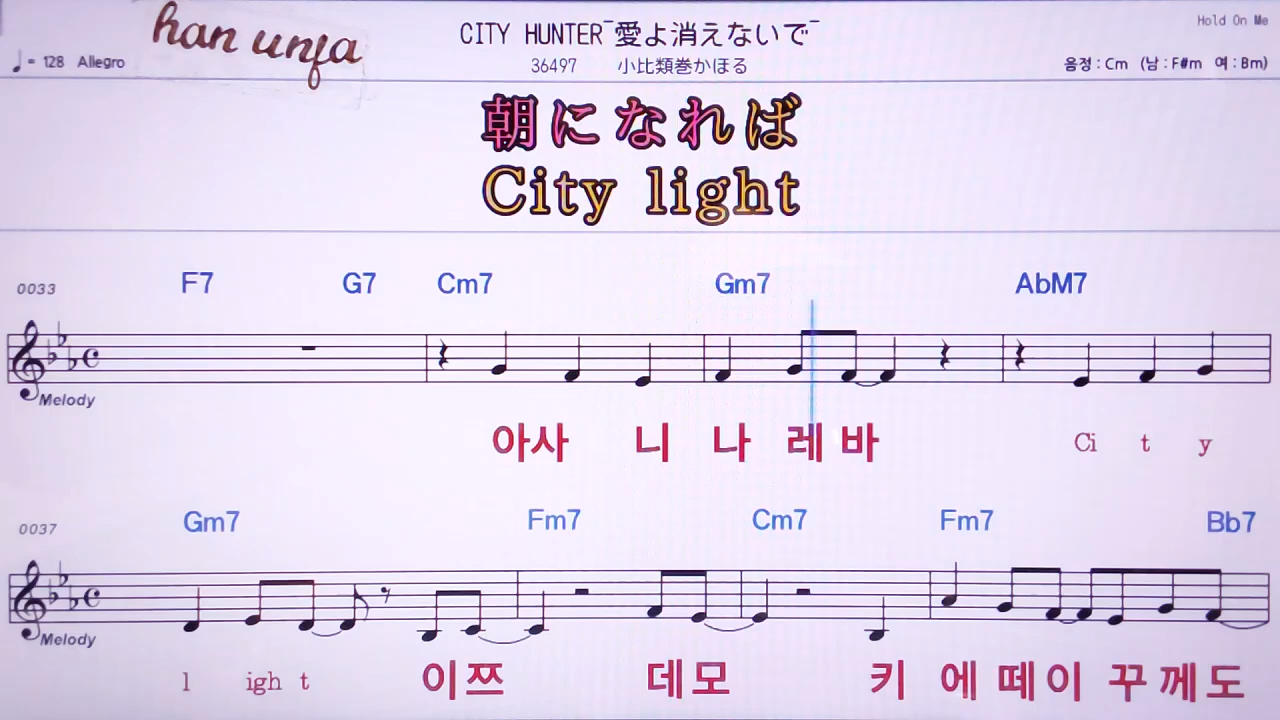 han unfa
CITY HUNTER‾愛よ消えないで‾
Hold On Me
♩= 128 Allegro
36497 小比類巻かほる
음정 : Cm (남 : F#m 여 : Bm)
朝になれば
City light
0033 F7 G7 Cm7 Gm7 AbM7
Melody
아사 니 나 레 바 Ci t y
0037 Gm7 Fm7 Cm7 Fm7 Bb7
Melody
l igh t 이쯔 데모 키 에 떼이 꾸께도